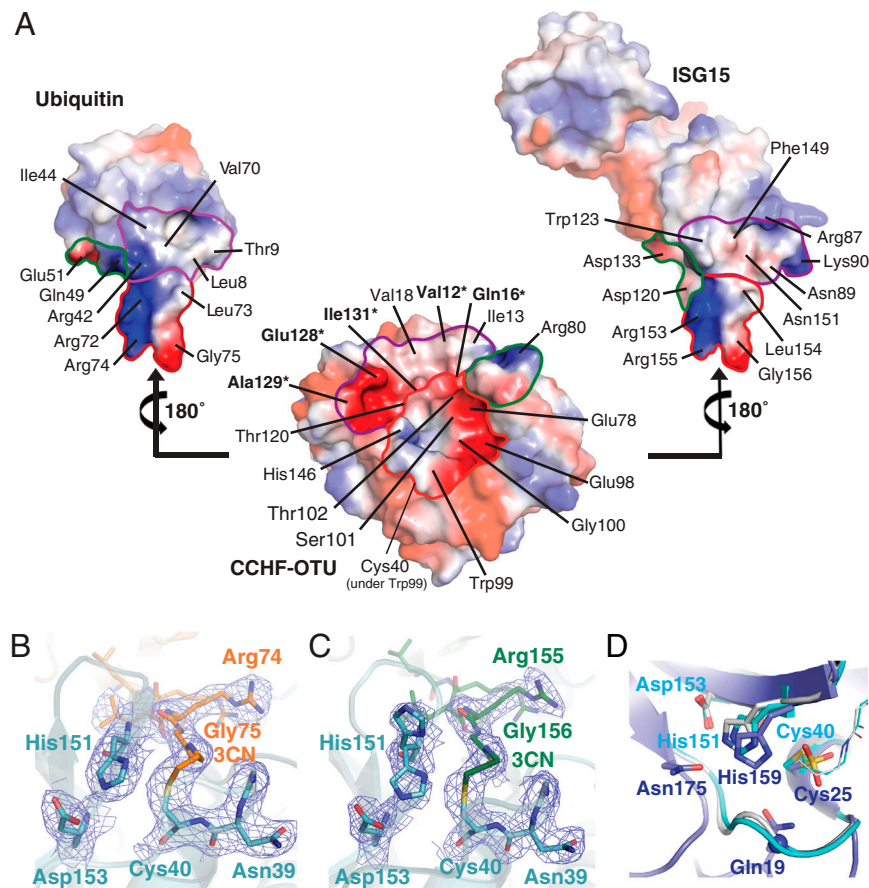 A
Ubiquitin
Ile44
Val70
Thr9
Leu8
Leu73
Gly75
Glu51
Gln49
Arg42
Arg72
Arg74
180°
ISG15
Phe149
Trp123
Arg87
Asp133
Lys90
Asp120
Asn89
Asn151
Arg153
Leu154
Arg155
Gly156
180°
Val18
Val12*
Gln16*
Ile131*
Ile13
Glu128*
Arg80
Ala129*
Thr120
Glu78
His146
Glu98
Thr102
Gly100
Ser101
Cys40
(under Trp99)
Trp99
CCHF-OTU
B
Arg74
Gly75
3CN
His151
Asp153
Cys40
Asn39
C
Arg155
Gly156
3CN
His151
Asp153
Cys40
Asn39
D
Asp153
Cys40
His151
His159
Asn175
Cys25
Gln19